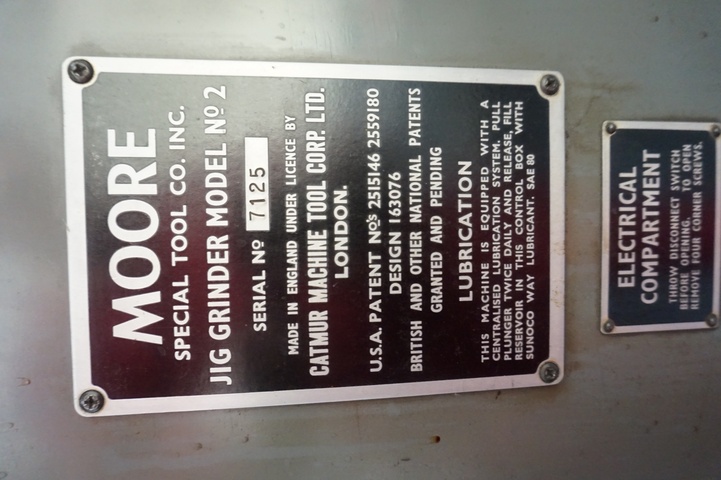 MOORE
SPECIAL TOOL CO. INC.
JIG GRINDER MODEL Nº 2
SERIAL Nº 7125
MADE IN ENGLAND UNDER LICENCE BY
CATMUR MACHINE TOOL CORP. LTD.
LONDON.
U.S.A. PATENT Nºs 2515146 2559180
DESIGN 163076
BRITISH AND OTHER NATIONAL PATENTS
GRANTED AND PENDING
LUBRICATION
THIS MACHINE IS EQUIPPED WITH A
CENTRALISED LUBRICATION SYSTEM. PULL
PLUNGER TWICE DAILY AND RELEASE, FILL
RESERVOIR IN THIS CONTROL BOX WITH
SUNOCO WAY LUBRICANT. SAE 80
ELECTRICAL
COMPARTMENT
THROW DISCONNECT SWITCH
BEFORE OPENING. TO OPEN
REMOVE FOUR CORNER SCREWS.